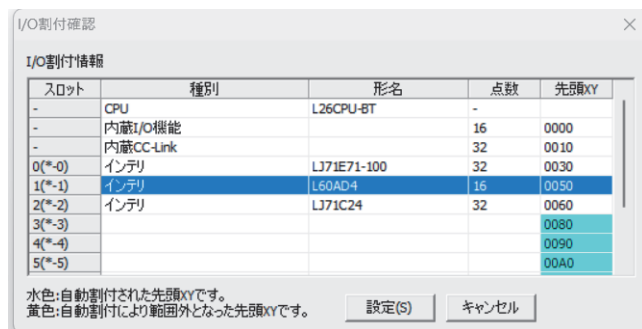 I/O割付確認
I/O割付情報
スロット 種別 形名 点数 先頭XY
- CPU L26CPU-BT -
- 内蔵I/O機能 16 0000
- 内蔵CC-Link 32 0010
0(*-0) インテリ LJ71E71-100 32 0030
1(*-1) インテリ L60AD4 16 0050
2(*-2) インテリ LJ71C24 32 0060
3(*-3) 0080
4(*-4) 0090
5(*-5) 00A0
水色:自動割付された先頭XYです。
黄色:自動割付により範囲外となった先頭XYです。
設定(S) キャンセル